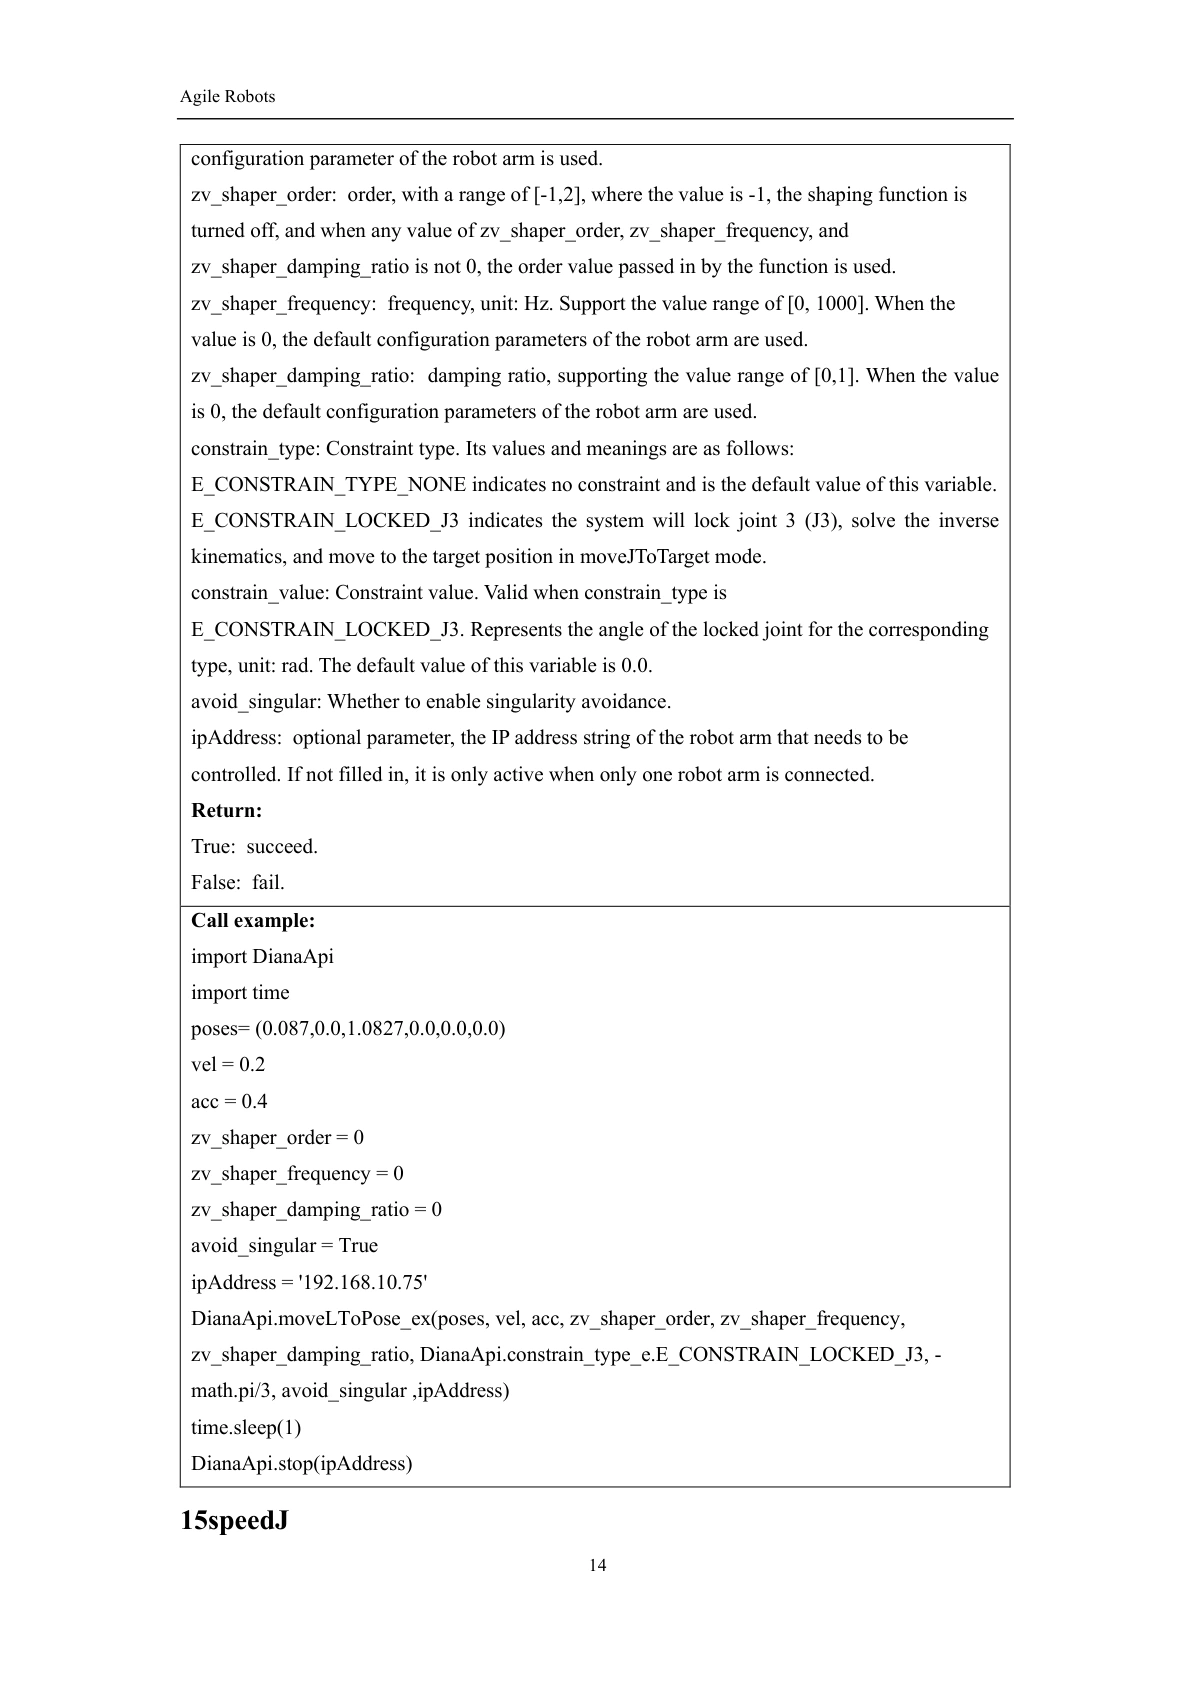 Agile Robots
configuration parameter of the robot arm is used.
zv_shaper_order:  order, with a range of [-1,2], where the value is -1, the shaping function is
turned off, and when any value of zv_shaper_order, zv_shaper_frequency, and
zv_shaper_damping_ratio is not 0, the order value passed in by the function is used.
zv_shaper_frequency:  frequency, unit: Hz. Support the value range of [0, 1000]. When the
value is 0, the default configuration parameters of the robot arm are used.
zv_shaper_damping_ratio:  damping ratio, supporting the value range of [0,1]. When the value
is 0, the default configuration parameters of the robot arm are used.
constrain_type: Constraint type. Its values and meanings are as follows:
E_CONSTRAIN_TYPE_NONE indicates no constraint and is the default value of this variable.
E_CONSTRAIN_LOCKED_J3 indicates the system will lock joint 3 (J3), solve the inverse
kinematics, and move to the target position in moveJToTarget mode.
constrain_value: Constraint value. Valid when constrain_type is
E_CONSTRAIN_LOCKED_J3. Represents the angle of the locked joint for the corresponding
type, unit: rad. The default value of this variable is 0.0.
avoid_singular: Whether to enable singularity avoidance.
ipAddress:  optional parameter, the IP address string of the robot arm that needs to be
controlled. If not filled in, it is only active when only one robot arm is connected.
Return:
True:  succeed.
False:  fail.
Call example:
import DianaApi
import time
poses= (0.087,0.0,1.0827,0.0,0.0,0.0)
vel = 0.2
acc = 0.4
zv_shaper_order = 0
zv_shaper_frequency = 0
zv_shaper_damping_ratio = 0
avoid_singular = True
ipAddress = '192.168.10.75'
DianaApi.moveLToPose_ex(poses, vel, acc, zv_shaper_order, zv_shaper_frequency,
zv_shaper_damping_ratio, DianaApi.constrain_type_e.E_CONSTRAIN_LOCKED_J3, -
math.pi/3, avoid_singular ,ipAddress)
time.sleep(1)
DianaApi.stop(ipAddress)
15speedJ
14